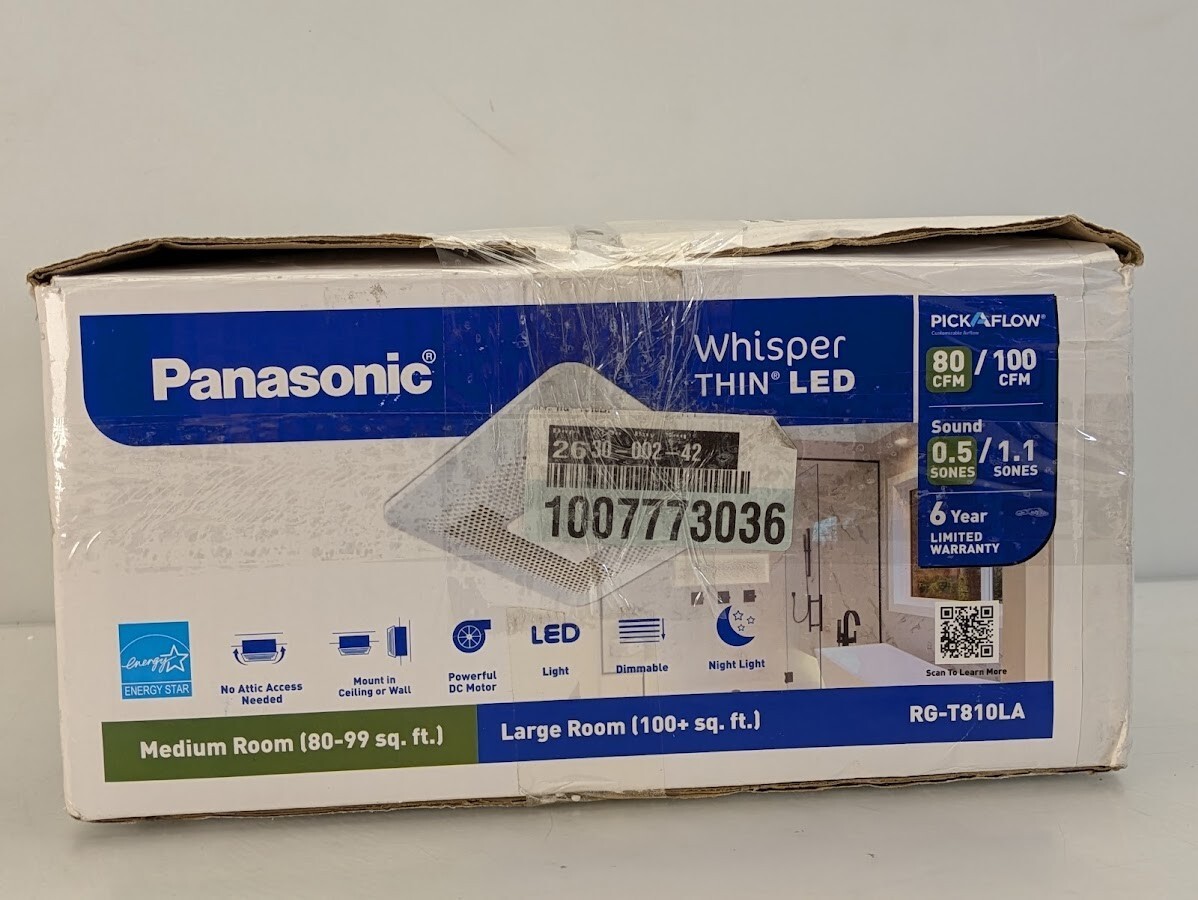 Panasonic®
Whisper
THIN® LED
PICKAFLOW®
Customizable Airflow
80 / 100
CFM CFM
Sound
0.5 / 1.1
SONES SONES
6 Year
LIMITED
WARRANTY
2630-002-42
1007773036
energy
ENERGY STAR
No Attic Access
Needed
Mount in
Ceiling or Wall
Powerful
DC Motor
LED
Light
Dimmable
Night Light
Scan To Learn More
Medium Room (80-99 sq. ft.)
Large Room (100+ sq. ft.)
RG-T810LA